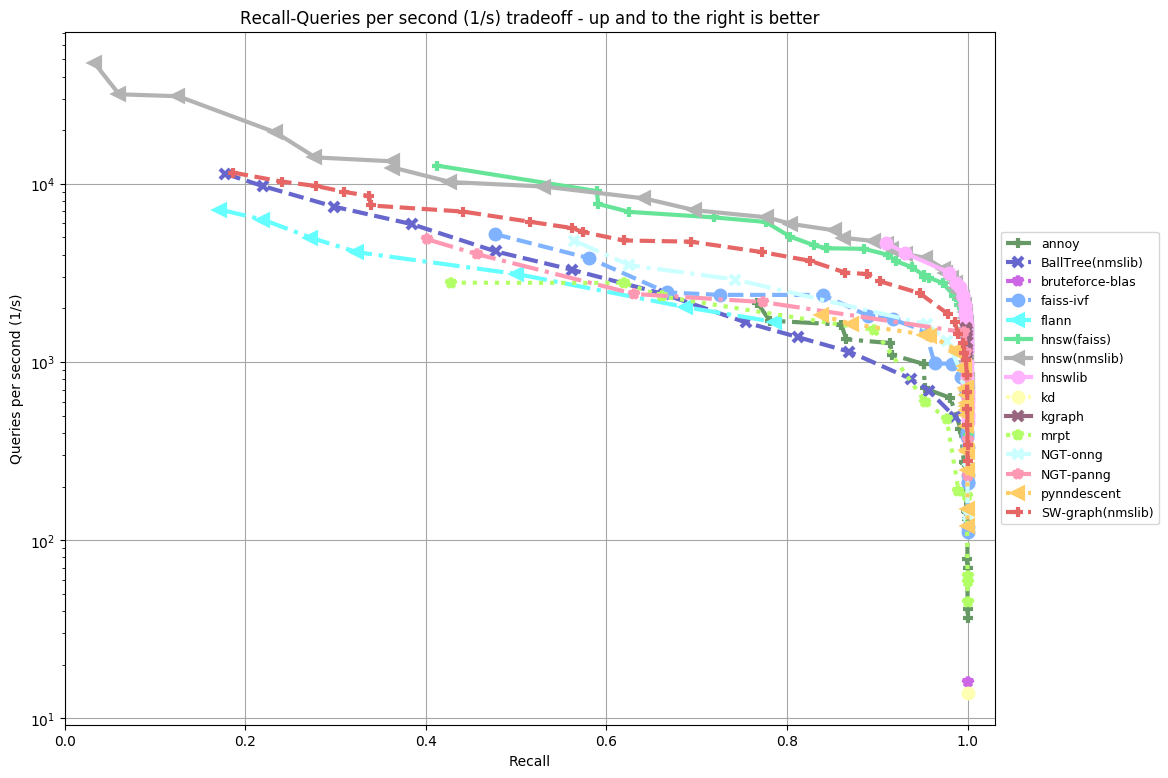 Recall-Queries per second (1/s) tradeoff - up and to the right is better
Queries per second (1/s)
10^4
10^3
10^2
10^1
0.0 0.2 0.4 0.6 0.8 1.0
Recall
annoy
BallTree(nmslib)
bruteforce-blas
faiss-ivf
flann
hnsw(faiss)
hnsw(nmslib)
hnswlib
kd
kgraph
mrpt
NGT-onng
NGT-panng
pynndescent
SW-graph(nmslib)